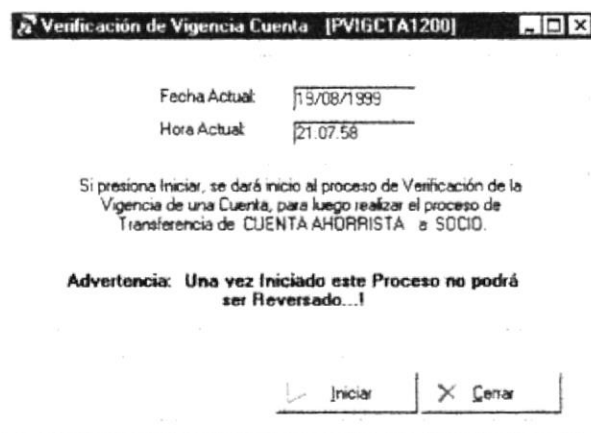 Verificación de Vigencia Cuenta [PVIGCTA1200]
Fecha Actual: 19/08/1999
Hora Actual: 21:07:58
Si presiona Iniciar, se dará inicio al proceso de Verificación de la
Vigencia de una Cuenta, para luego realizar el proceso de
Transferencia de CUENTA AHORRISTA a SOCIO.
Advertencia: Una vez Iniciado este Proceso no podrá
ser Reversado...!
Iniciar
Cerrar